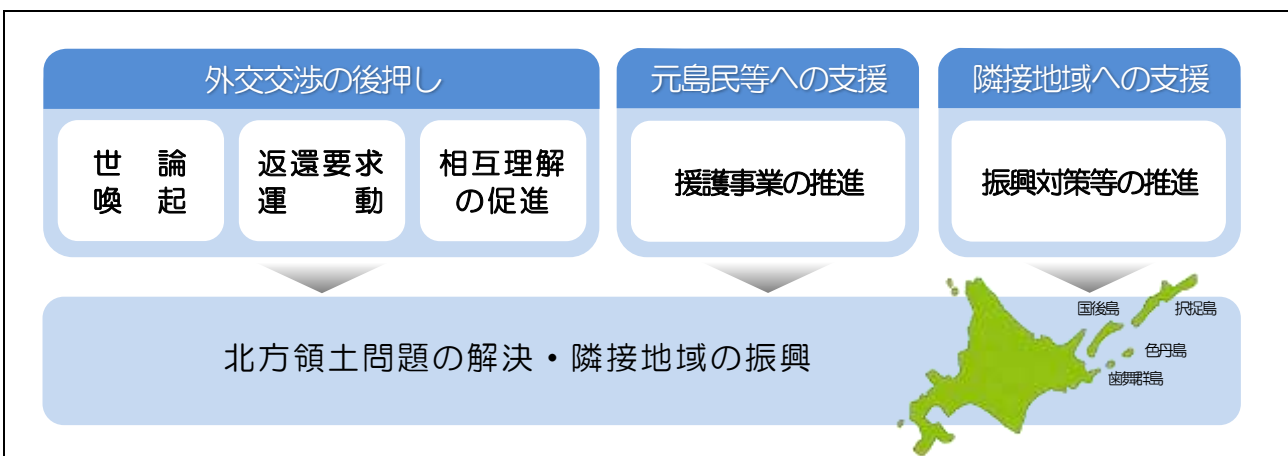 外交交渉の後押し
世論
喚起
返還要求
運動
相互理解
の促進
元島民等への支援
援護事業の推進
隣接地域への支援
振興対策等の推進
北方領土問題の解決・隣接地域の振興
国後島
択捉島
色丹島
歯舞群島